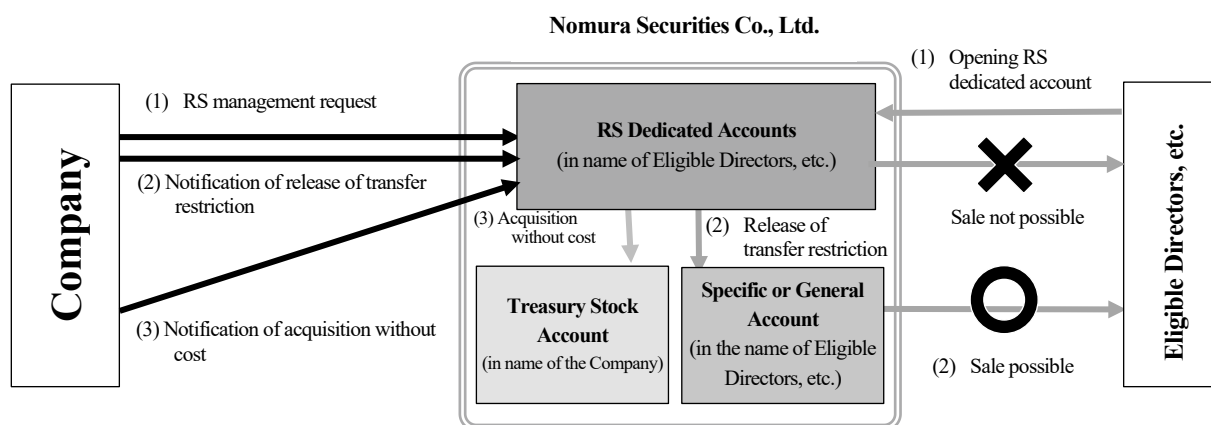 Nomura Securities Co., Ltd.
Company
(1) RS management request
(2) Notification of release of transfer
restriction
(3) Notification of acquisition without
cost
RS Dedicated Accounts
(in name of Eligible Directors, etc.)
(3) Acquisition
without cost
(2) Release of
transfer restriction
Treasury Stock
Account
(in name of the Company)
Specific or General
Account
(in the name of Eligible
Directors, etc.)
(1) Opening RS
dedicated account
Sale not possible
(2) Sale possible
Eligible Directors, etc.